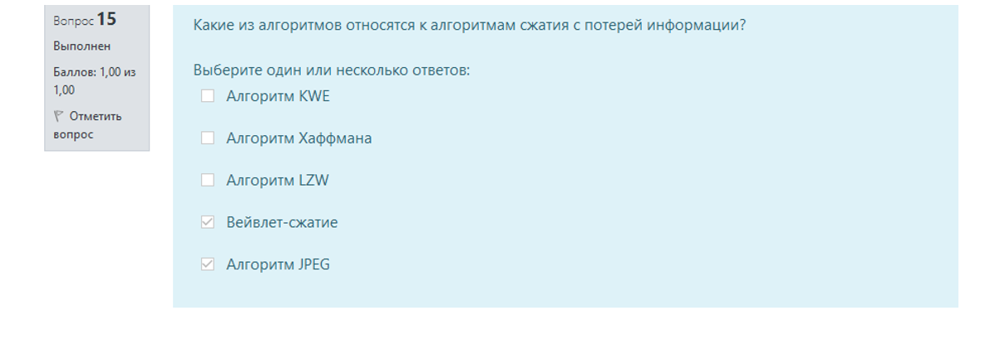 Вопрос 15
Выполнен
Баллов: 1,00 из
1,00
Отметить
вопрос
Какие из алгоритмов относятся к алгоритмам сжатия с потерей информации?
Выберите один или несколько ответов:
Алгоритм KWE
Алгоритм Хаффмана
Алгоритм LZW
Вейвлет-сжатие
Алгоритм JPEG